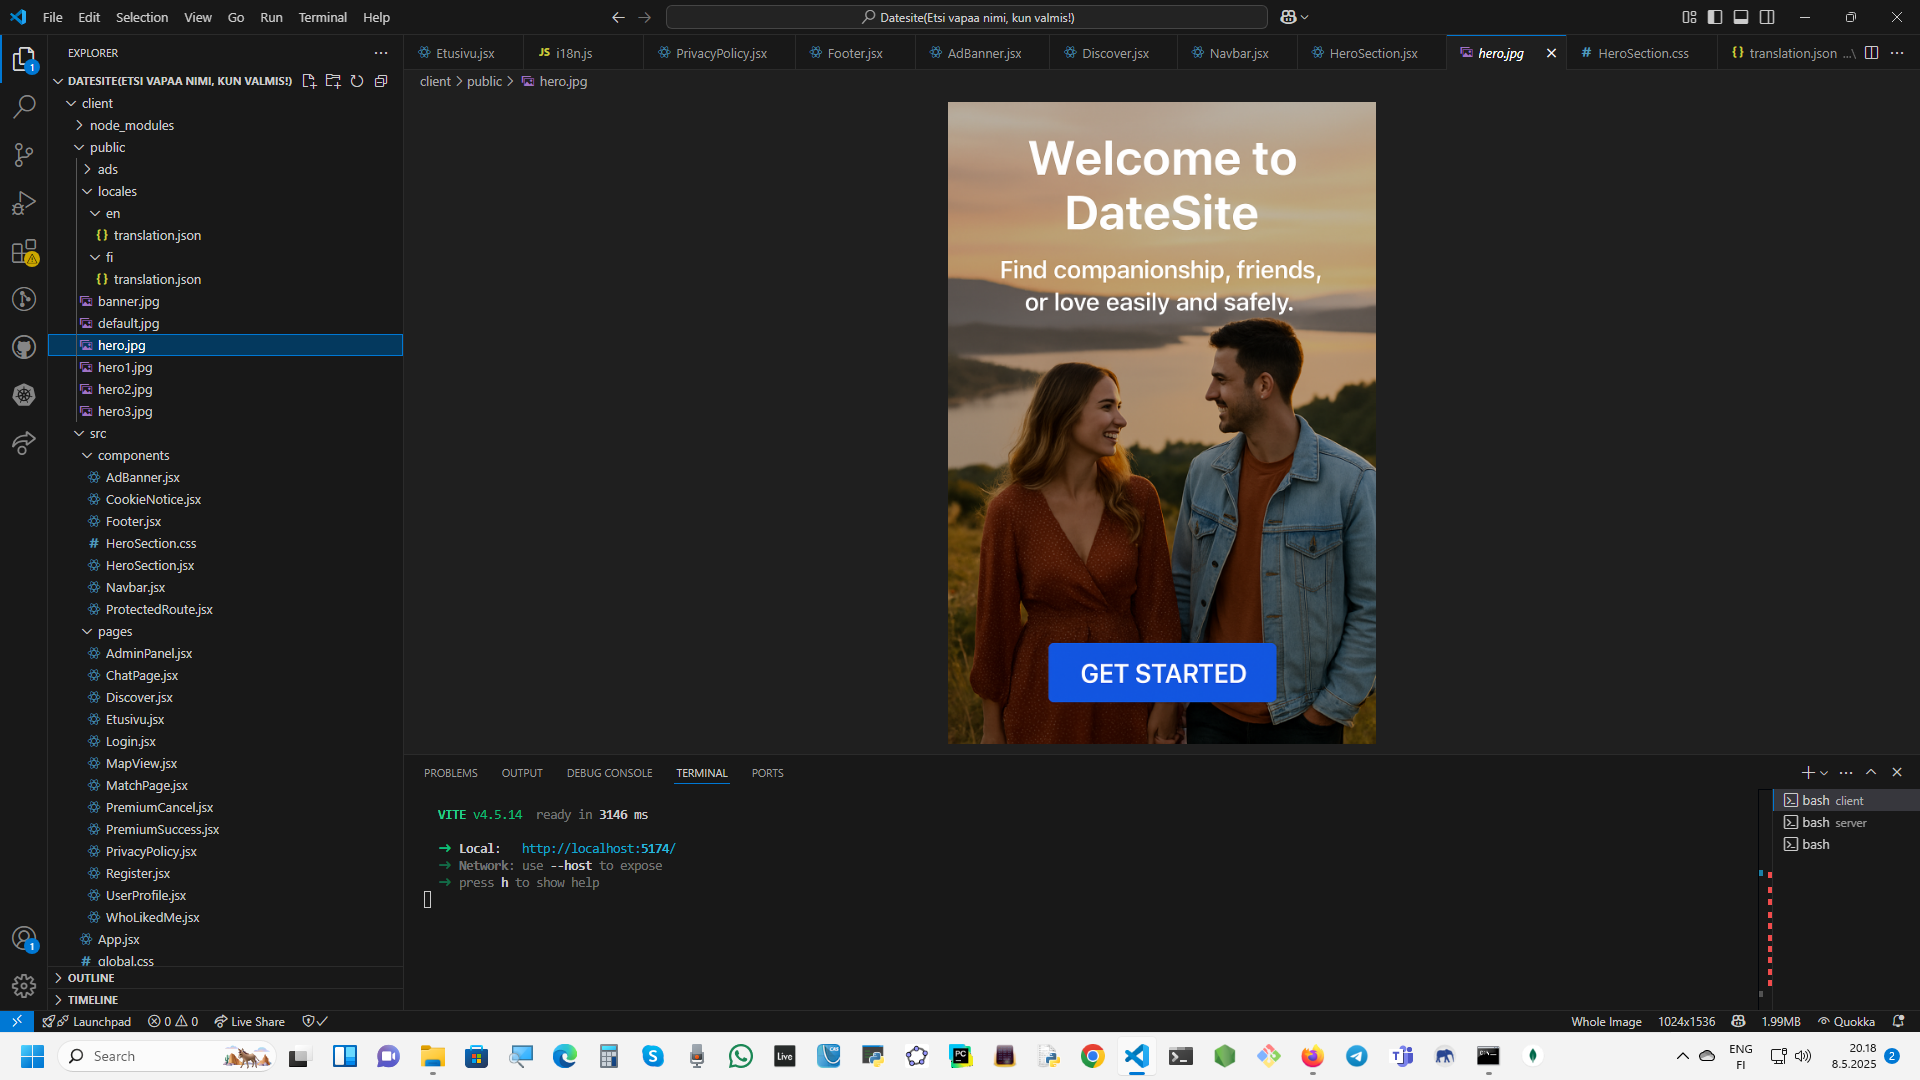 File Edit Selection View Go Run Terminal Help
Datesite(Etsi vapaa nimi, kun valmis!)
EXPLORER
DATESITE(ETSI VAPAA NIMI, KUN VALMIS!)
client
node_modules
public
ads
locales
en
translation.json
fi
translation.json
banner.jpg
default.jpg
hero.jpg
hero1.jpg
hero2.jpg
hero3.jpg
src
components
AdBanner.jsx
CookieNotice.jsx
Footer.jsx
HeroSection.css
HeroSection.jsx
Navbar.jsx
ProtectedRoute.jsx
pages
AdminPanel.jsx
ChatPage.jsx
Discover.jsx
Etusivu.jsx
Login.jsx
MapView.jsx
MatchPage.jsx
PremiumCancel.jsx
PremiumSuccess.jsx
PrivacyPolicy.jsx
Register.jsx
UserProfile.jsx
WhoLikedMe.jsx
App.jsx
global.css
OUTLINE
TIMELINE
Etusivu.jsx JS i18n.js PrivacyPolicy.jsx Footer.jsx AdBanner.jsx Discover.jsx Navbar.jsx HeroSection.jsx hero.jpg HeroSection.css translation.json ...\
client > public > hero.jpg
Welcome to
DateSite
Find companionship, friends,
or love easily and safely.
GET STARTED
PROBLEMS OUTPUT DEBUG CONSOLE TERMINAL PORTS
VITE v4.5.14 ready in 3146 ms
➜ Local: http://localhost:5174/
➜ Network: use --host to expose
➜ press h to show help
bash client
bash server
bash
Launchpad 0 0 Live Share
Whole Image 1024x1536 1.99MB Quokka
Search
Live
PC
ENG
FI
20.18
8.5.2025
2